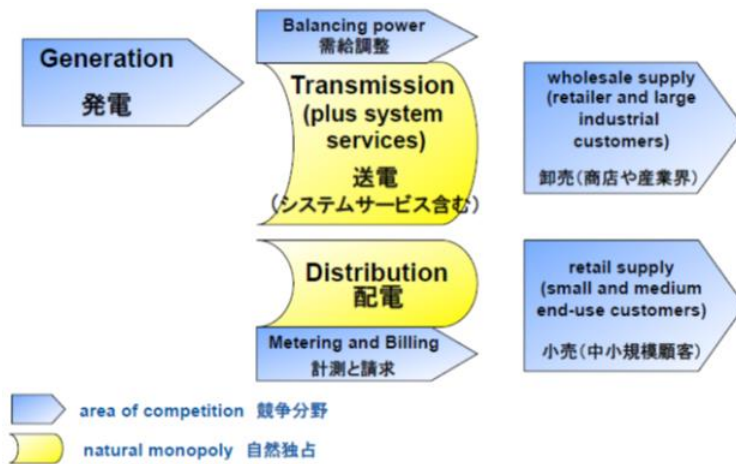 Generation
発電
Balancing power
需給調整
Transmission
(plus system
services)
送電
(システムサービス含む)
Distribution
配電
Metering and Billing
計測と請求
wholesale supply
(retailer and large
industrial
customers)
卸売(商店や産業界)
retail supply
(small and medium
end-use customers)
小売(中小規模顧客)
area of competition 競争分野
natural monopoly 自然独占